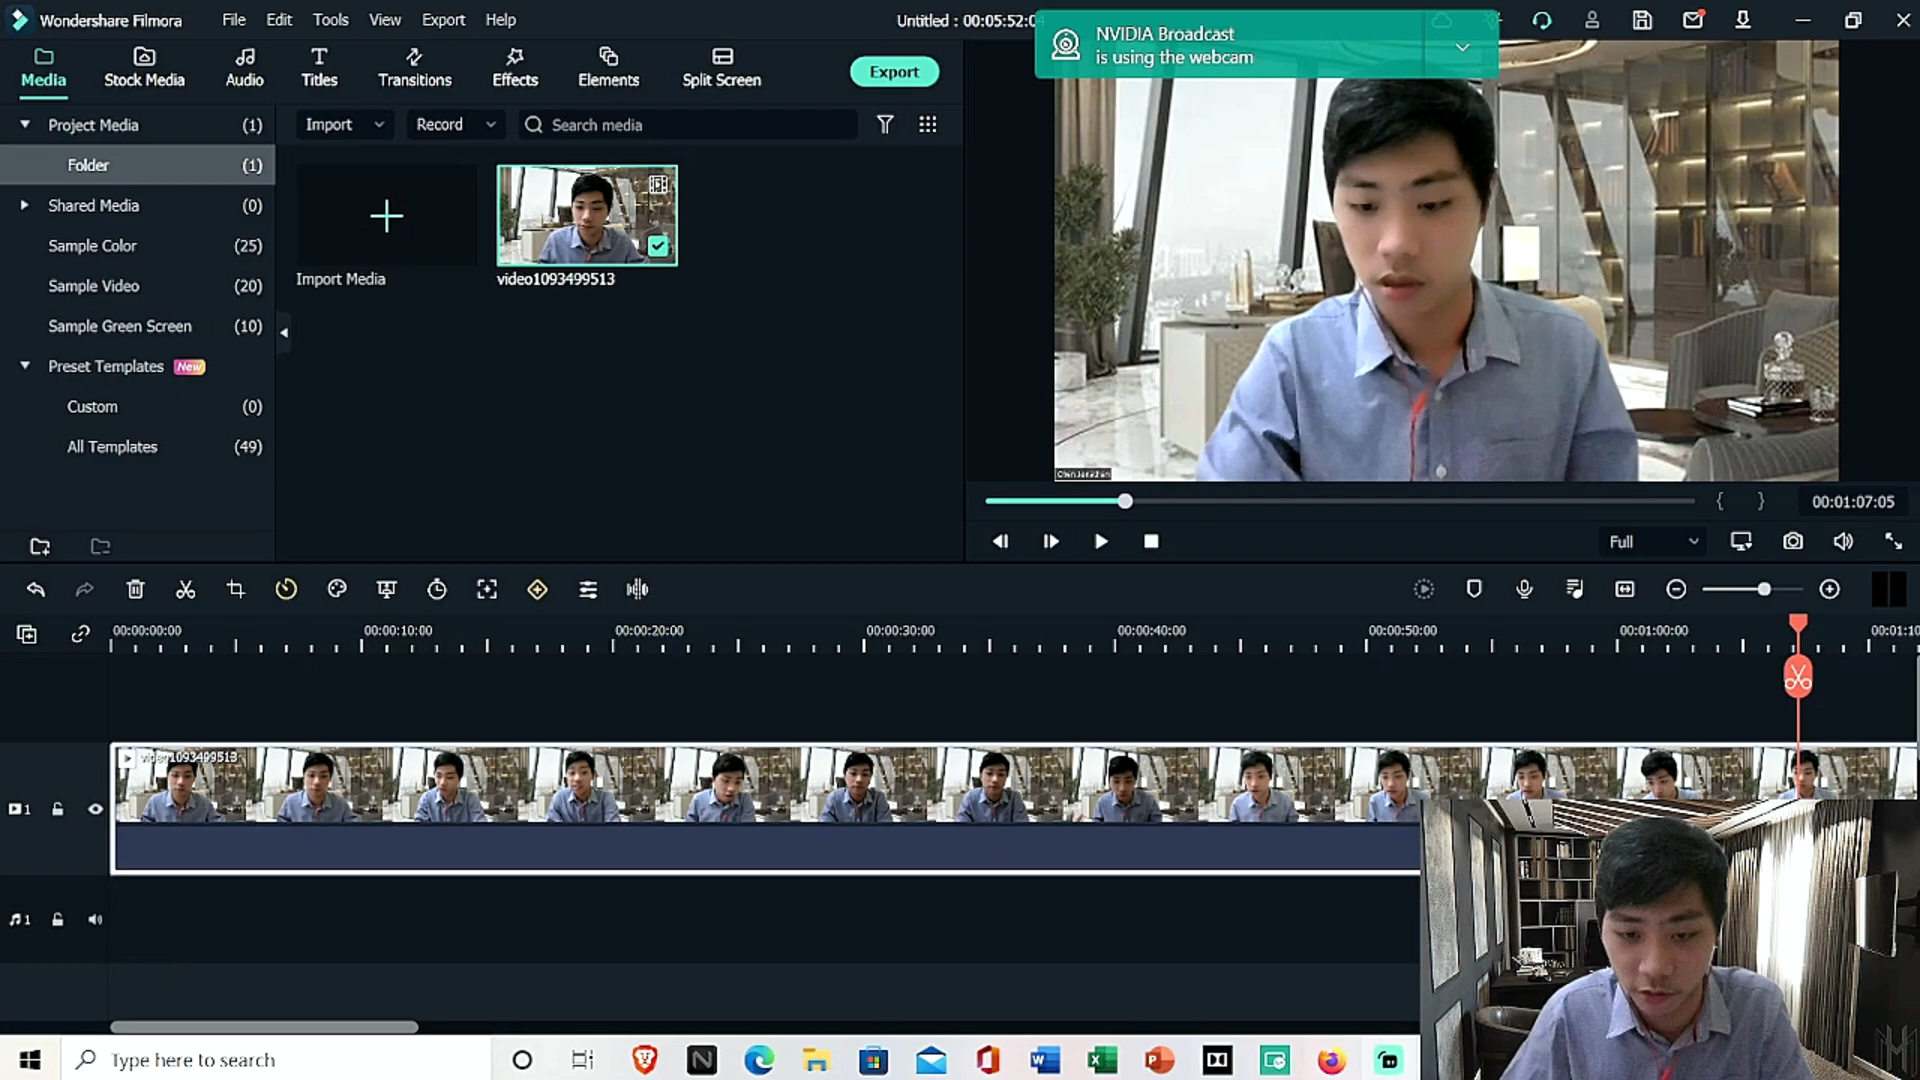 Wondershare Filmora
File Edit Tools View Export Help
Untitled : 00:05:52:0
NVIDIA Broadcast
is using the webcam
Media
Stock Media
Audio
Titles
Transitions
Effects
Elements
Split Screen
Export
Project Media (1)
Folder (1)
Shared Media (0)
Sample Color (25)
Sample Video (20)
Sample Green Screen (10)
Preset Templates New
Custom (0)
All Templates (49)
Import
Record
Search media
Import Media
video1093499513
Chen Jonathan
00:01:07:05
Full
00:00:00:00
00:00:10:00
00:00:20:00
00:00:30:00
00:00:40:00
00:00:50:00
00:01:00:00
00:01:10
video1093499513
1
1
Type here to search